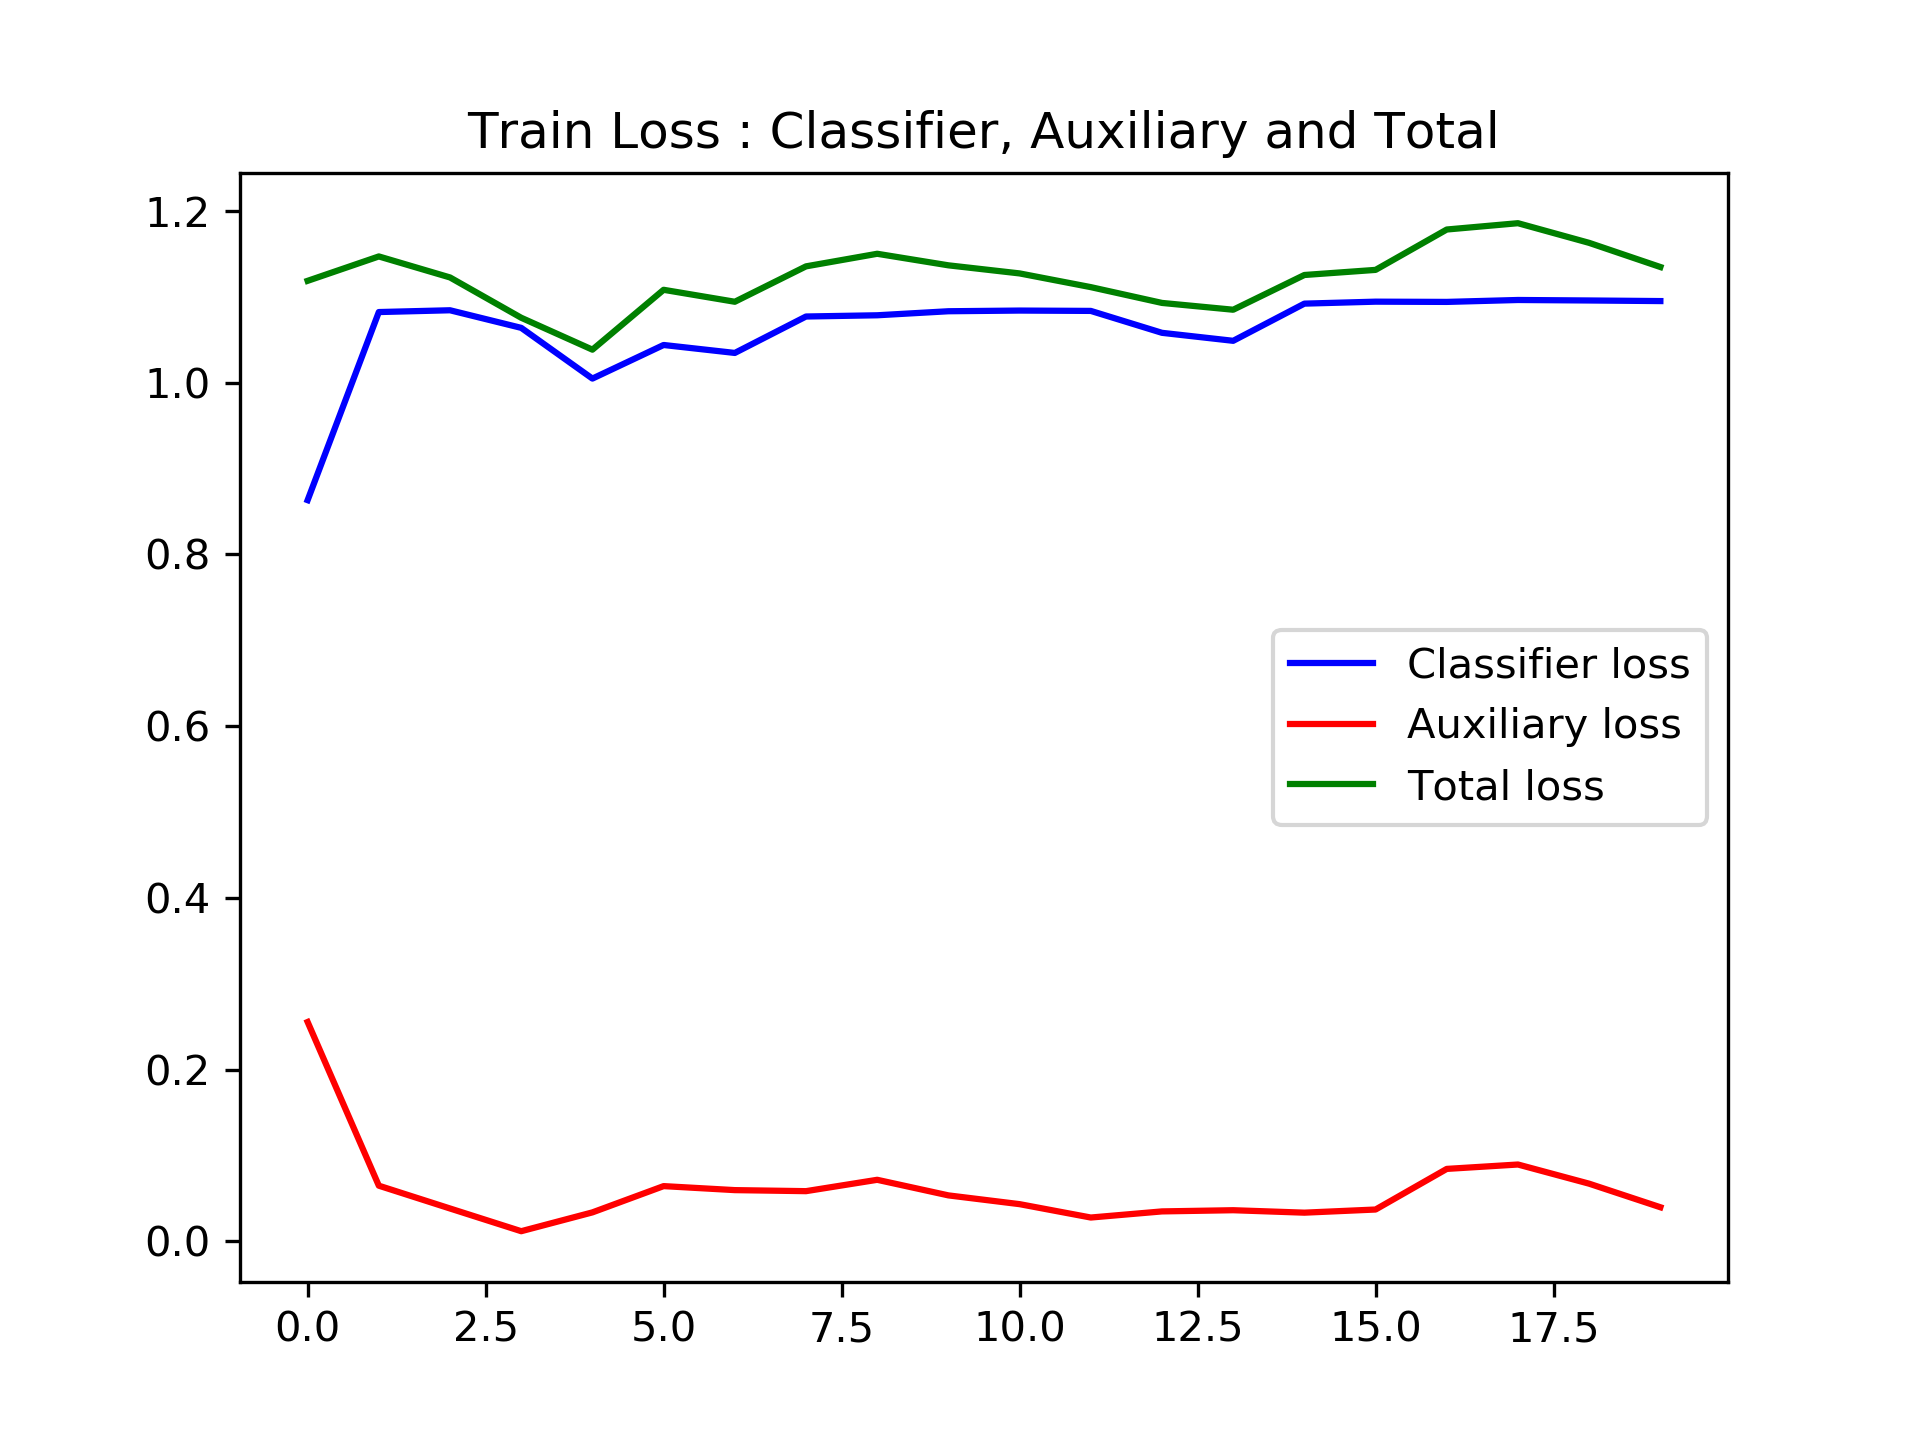 Train Loss : Classifier, Auxiliary and Total
1.2
1.0
0.8
0.6
0.4
0.2
0.0
Classifier loss
Auxiliary loss
Total loss
0.0 2.5 5.0 7.5 10.0 12.5 15.0 17.5